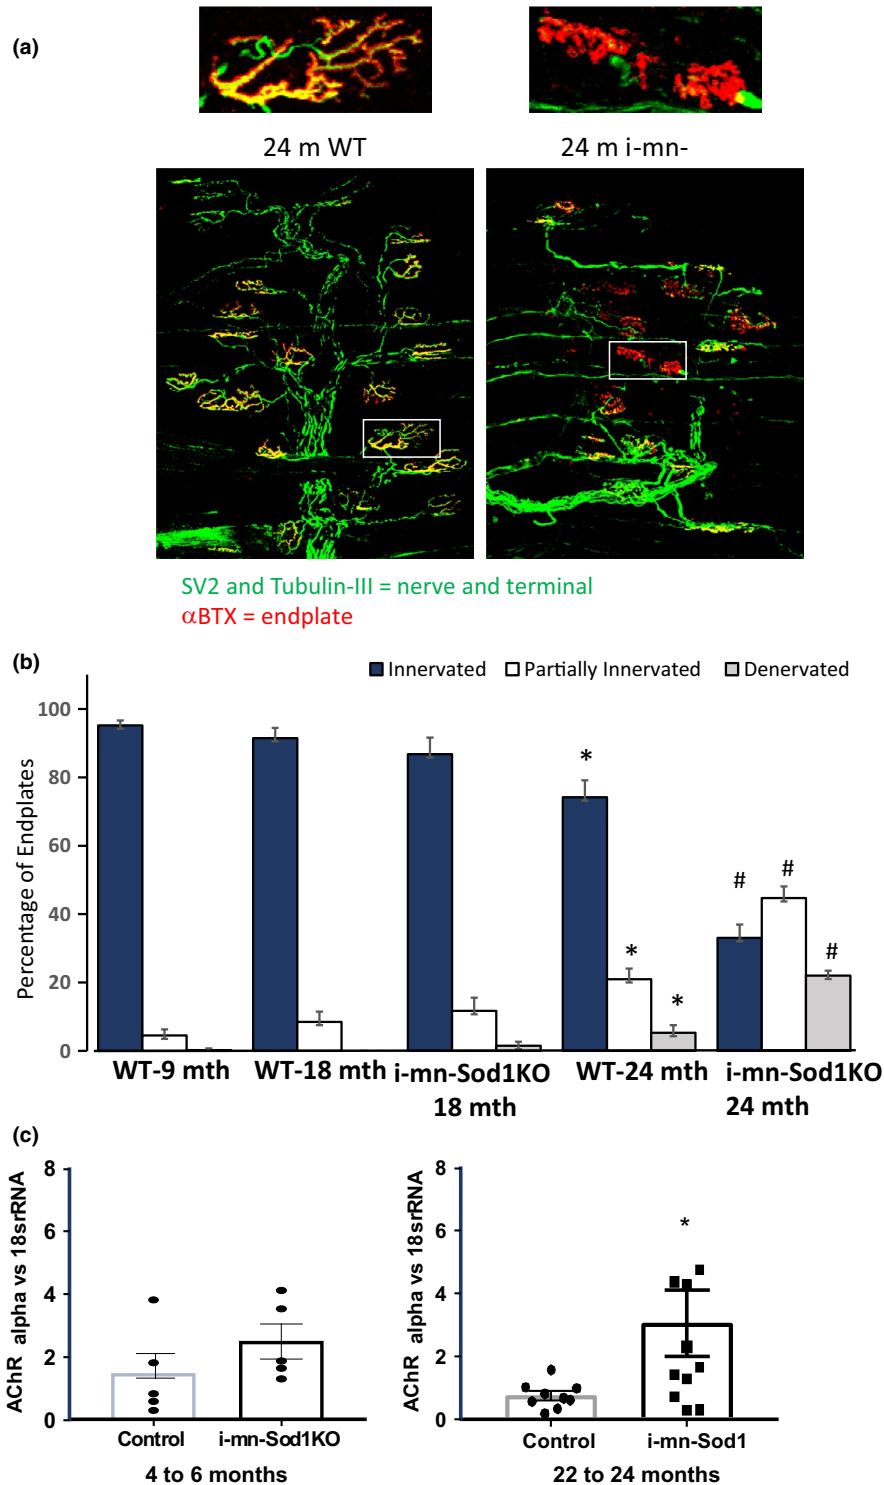 (a)
24 m WT
24 m i-mn-
SV2 and Tubulin-III = nerve and terminal
αBTX = endplate
(b)
Innervated
Partially Innervated
Denervated
Percentage of Endplates
100
80
60
40
20
0
*
*
*
#
#
#
WT-9 mth
WT-18 mth
i-mn-Sod1KO
18 mth
WT-24 mth
i-mn-Sod1KO
24 mth
(c)
AChR alpha vs 18srRNA
8
6
4
2
0
Control
i-mn-Sod1KO
4 to 6 months
AChR alpha vs 18srRNA
8
6
4
2
0
*
Control
i-mn-Sod1
22 to 24 months